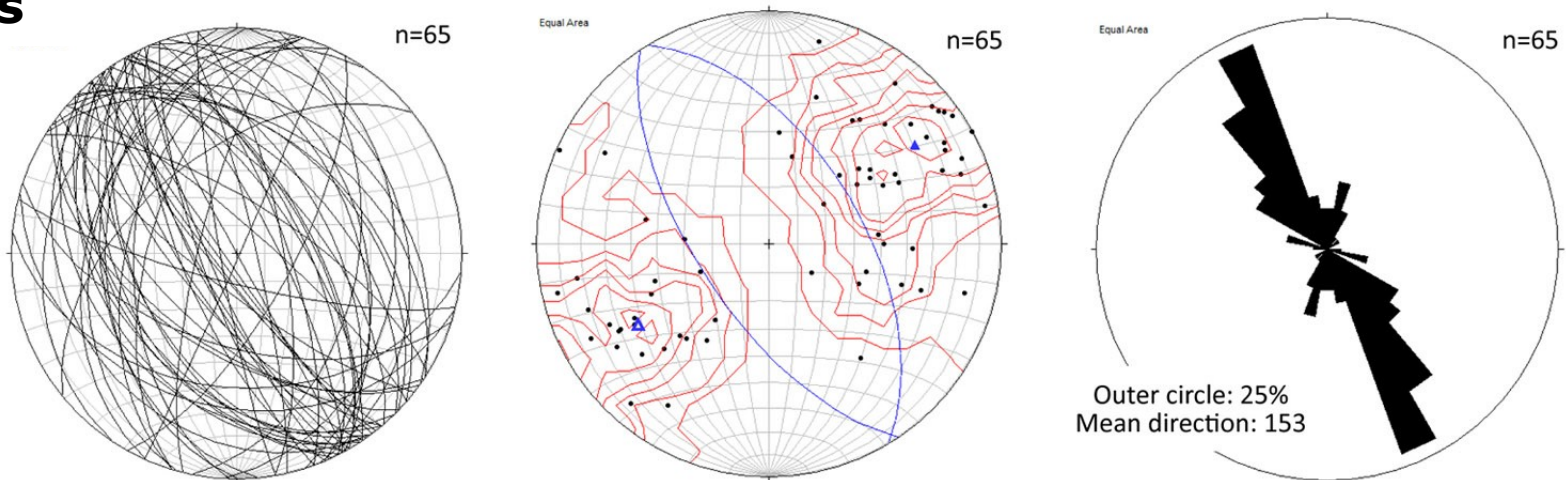 s
n=65
Equal Area
n=65
Equal Area
n=65
Outer circle: 25%
Mean direction: 153